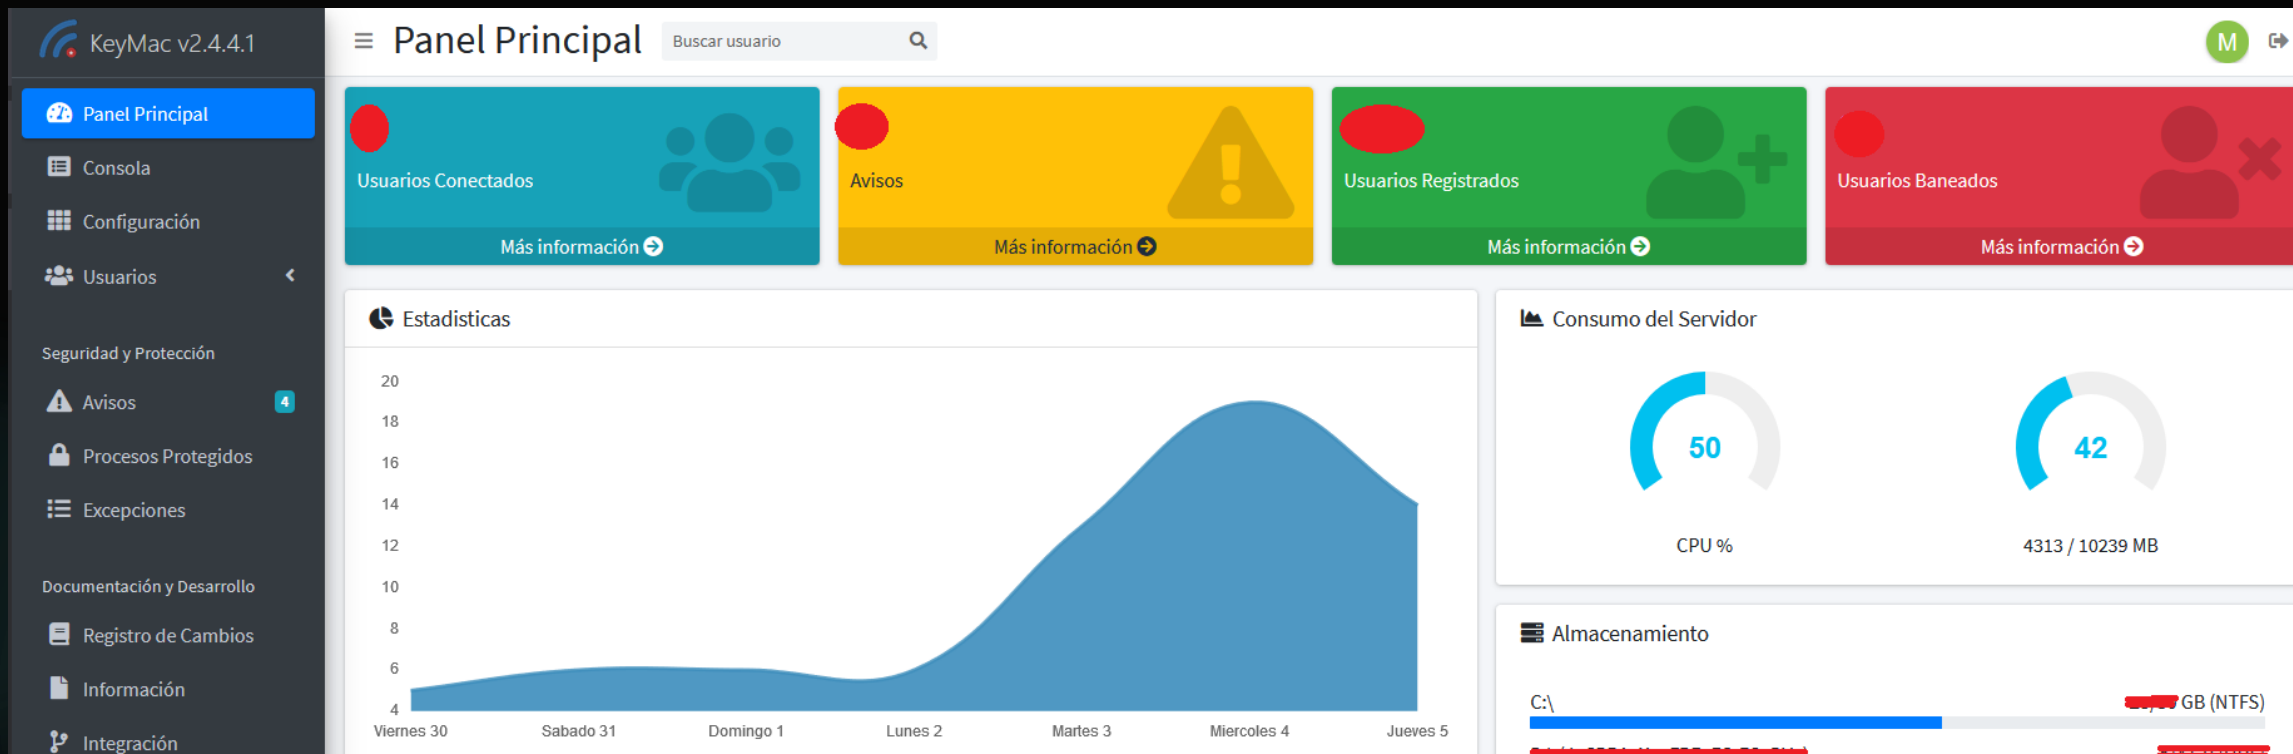 KeyMac v2.4.4.1
Panel Principal
Buscar usuario
M
Panel Principal
Consola
Configuración
Usuarios
Seguridad y Protección
Avisos
4
Procesos Protegidos
Excepciones
Documentación y Desarrollo
Registro de Cambios
Información
Integración
Usuarios Conectados
Más información
Avisos
Más información
Usuarios Registrados
Más información
Usuarios Baneados
Más información
Estadisticas
20
18
16
14
12
10
8
6
4
Viernes 30
Sabado 31
Domingo 1
Lunes 2
Martes 3
Miercoles 4
Jueves 5
Consumo del Servidor
50
CPU %
42
4313 / 10239 MB
Almacenamiento
C:\
GB (NTFS)